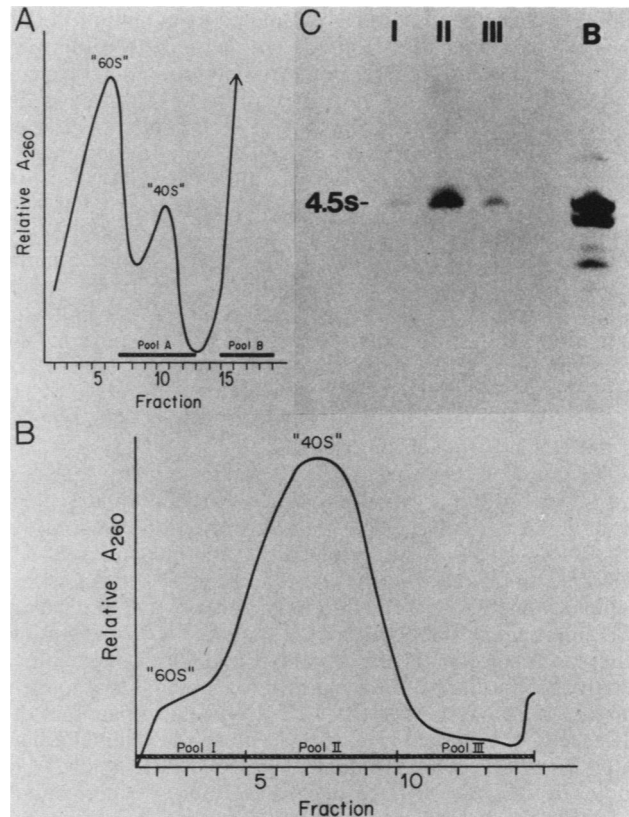 A
"60S"
"40S"
Relative A260
Pool A
Pool B
5
10
15
Fraction
C
I
II
III
B
4.5s-
B
"40S"
"60S"
Relative A260
Pool I
Pool II
Pool III
5
10
Fraction